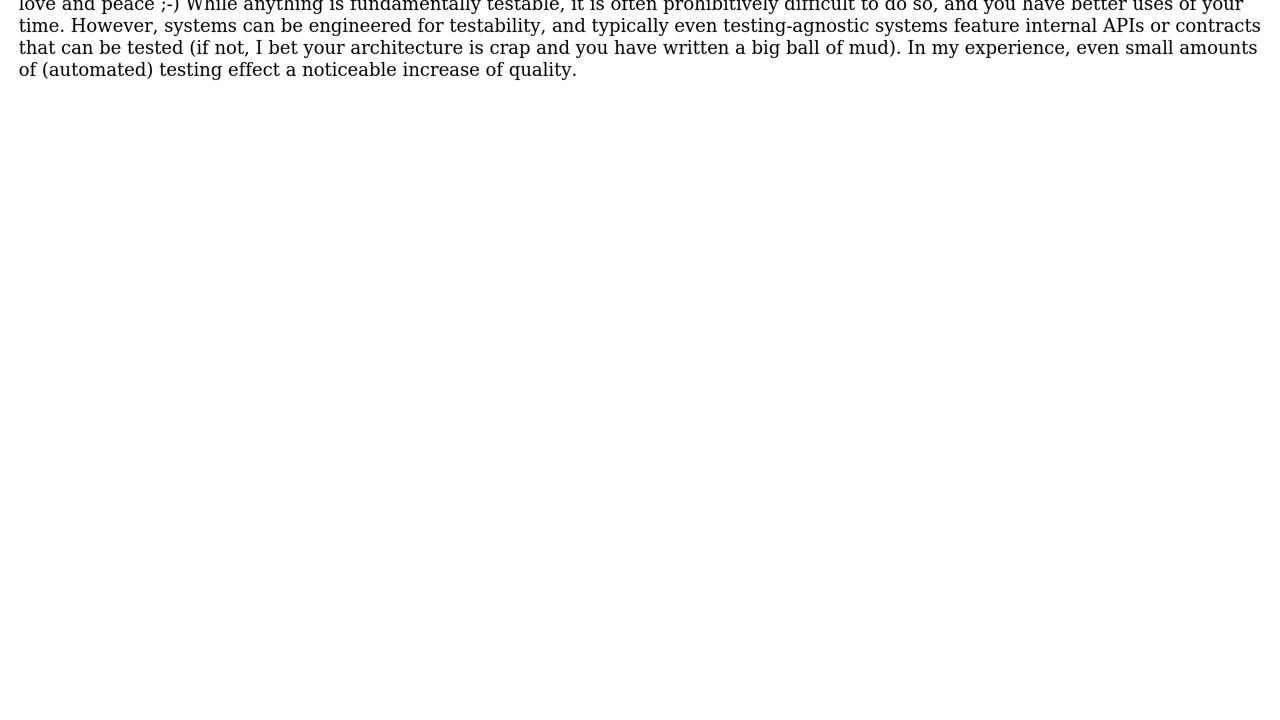 love and peace ;-) While anything is fundamentally testable, it is often prohibitively difficult to do so, and you have better uses of your
time. However, systems can be engineered for testability, and typically even testing-agnostic systems feature internal APIs or contracts
that can be tested (if not, I bet your architecture is crap and you have written a big ball of mud). In my experience, even small amounts
of (automated) testing effect a noticeable increase of quality.